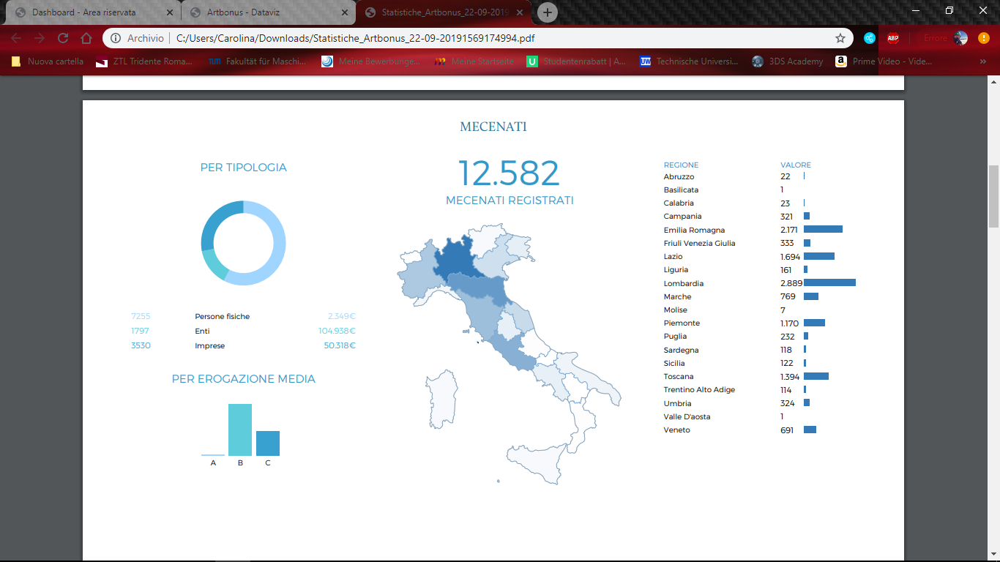 Dashboard - Area riservata
Artbonus - Dataviz
Statistiche_Artbonus_22-09-2019
Archivio
C:/Users/Carolina/Downloads/Statistiche_Artbonus_22-09-20191569174994.pdf
ABP
Errore
Nuova cartella
ZTL Tridente Roma...
Fakultät für Maschi...
Meine Bewerbunge...
Meine Startseite
Studentenrabatt | A...
Technische Universi...
3DS Academy
Prime Video - Vide...
MECENATI
PER TIPOLOGIA
7255 Persone fisiche 2.349€
1797 Enti 104.938€
3530 Imprese 50.318€
PER EROGAZIONE MEDIA
A B C
12.582
MECENATI REGISTRATI
REGIONE VALORE
Abruzzo 22
Basilicata 1
Calabria 23
Campania 321
Emilia Romagna 2.171
Friuli Venezia Giulia 333
Lazio 1.694
Liguria 161
Lombardia 2.889
Marche 769
Molise 7
Piemonte 1.170
Puglia 232
Sardegna 118
Sicilia 122
Toscana 1.394
Trentino Alto Adige 114
Umbria 324
Valle D'aosta 1
Veneto 691